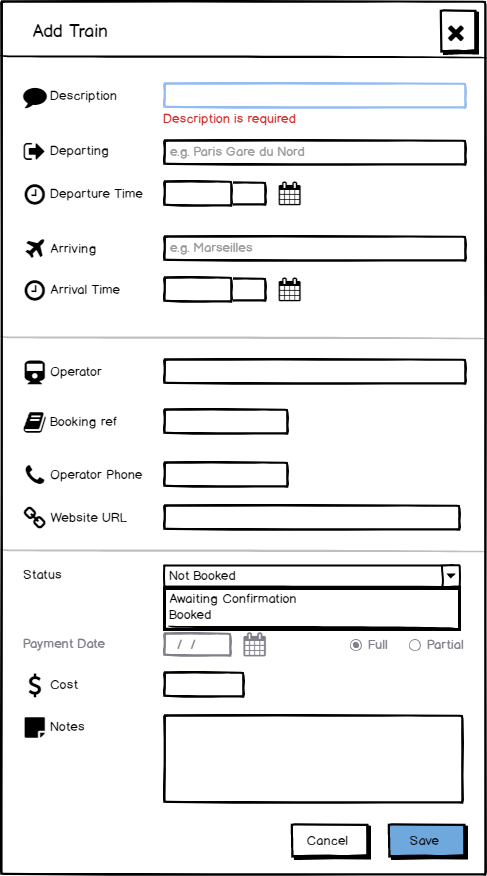 Add Train
Description
Description is required
Departing e.g. Paris Gare du Nord
Departure Time
Arriving e.g. Marseilles
Arrival Time
Operator
Booking ref
Operator Phone
Website URL
Status Not Booked
Awaiting Confirmation
Booked
Payment Date / / Full Partial
$ Cost
Notes
Cancel Save